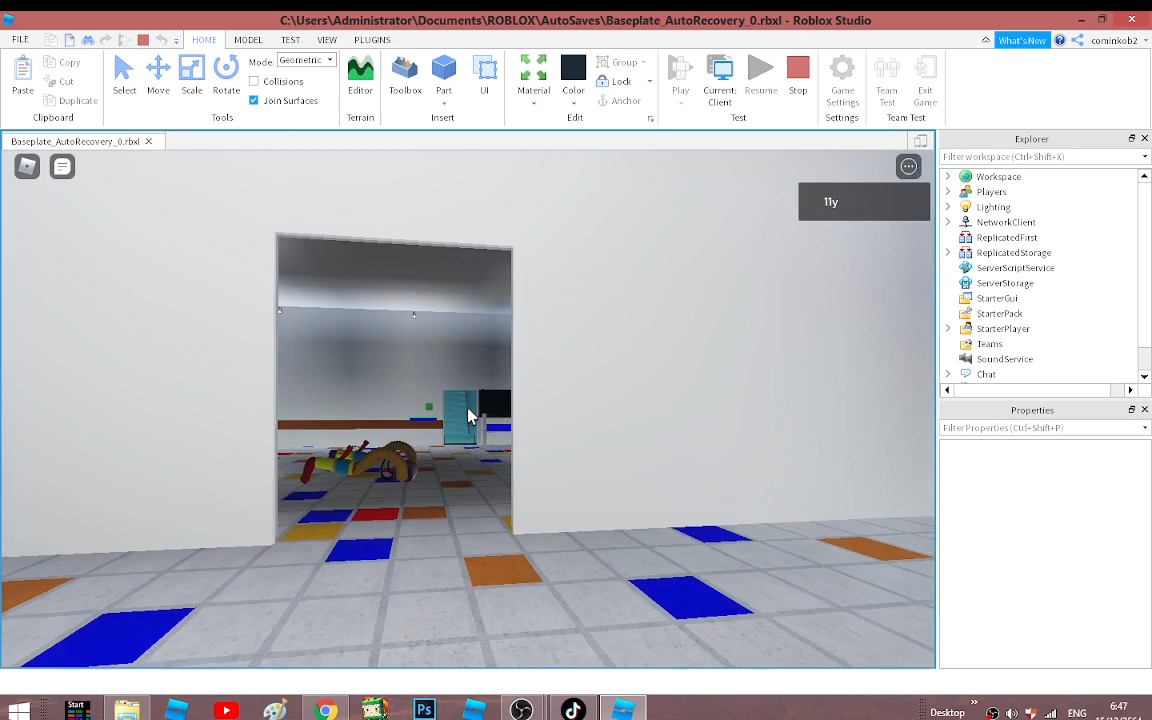 C:\Users\Administrator\Documents\ROBLOX\AutoSaves\Baseplate_AutoRecovery_0.rbxl - Roblox Studio
FILE HOME MODEL TEST VIEW PLUGINS What's New cominkob2
Paste Copy Cut Duplicate
Clipboard
Select Move Scale Rotate
Mode: Geometric
Collisions
Join Surfaces
Tools
Editor
Terrain
Toolbox Part UI
Insert
Material Color Group Lock Anchor
Edit
Play Current: Client Resume Stop
Test
Game Settings
Settings
Team Test Exit Game
Team Test
Baseplate_AutoRecovery_0.rbxl
11y
Explorer
Filter workspace (Ctrl+Shift+X)
Workspace
Players
Lighting
NetworkClient
ReplicatedFirst
ReplicatedStorage
ServerScriptService
ServerStorage
StarterGui
StarterPack
StarterPlayer
Teams
SoundService
Chat
Properties
Filter Properties (Ctrl+Shift+P)
Start
Ps
Desktop ENG 6:47